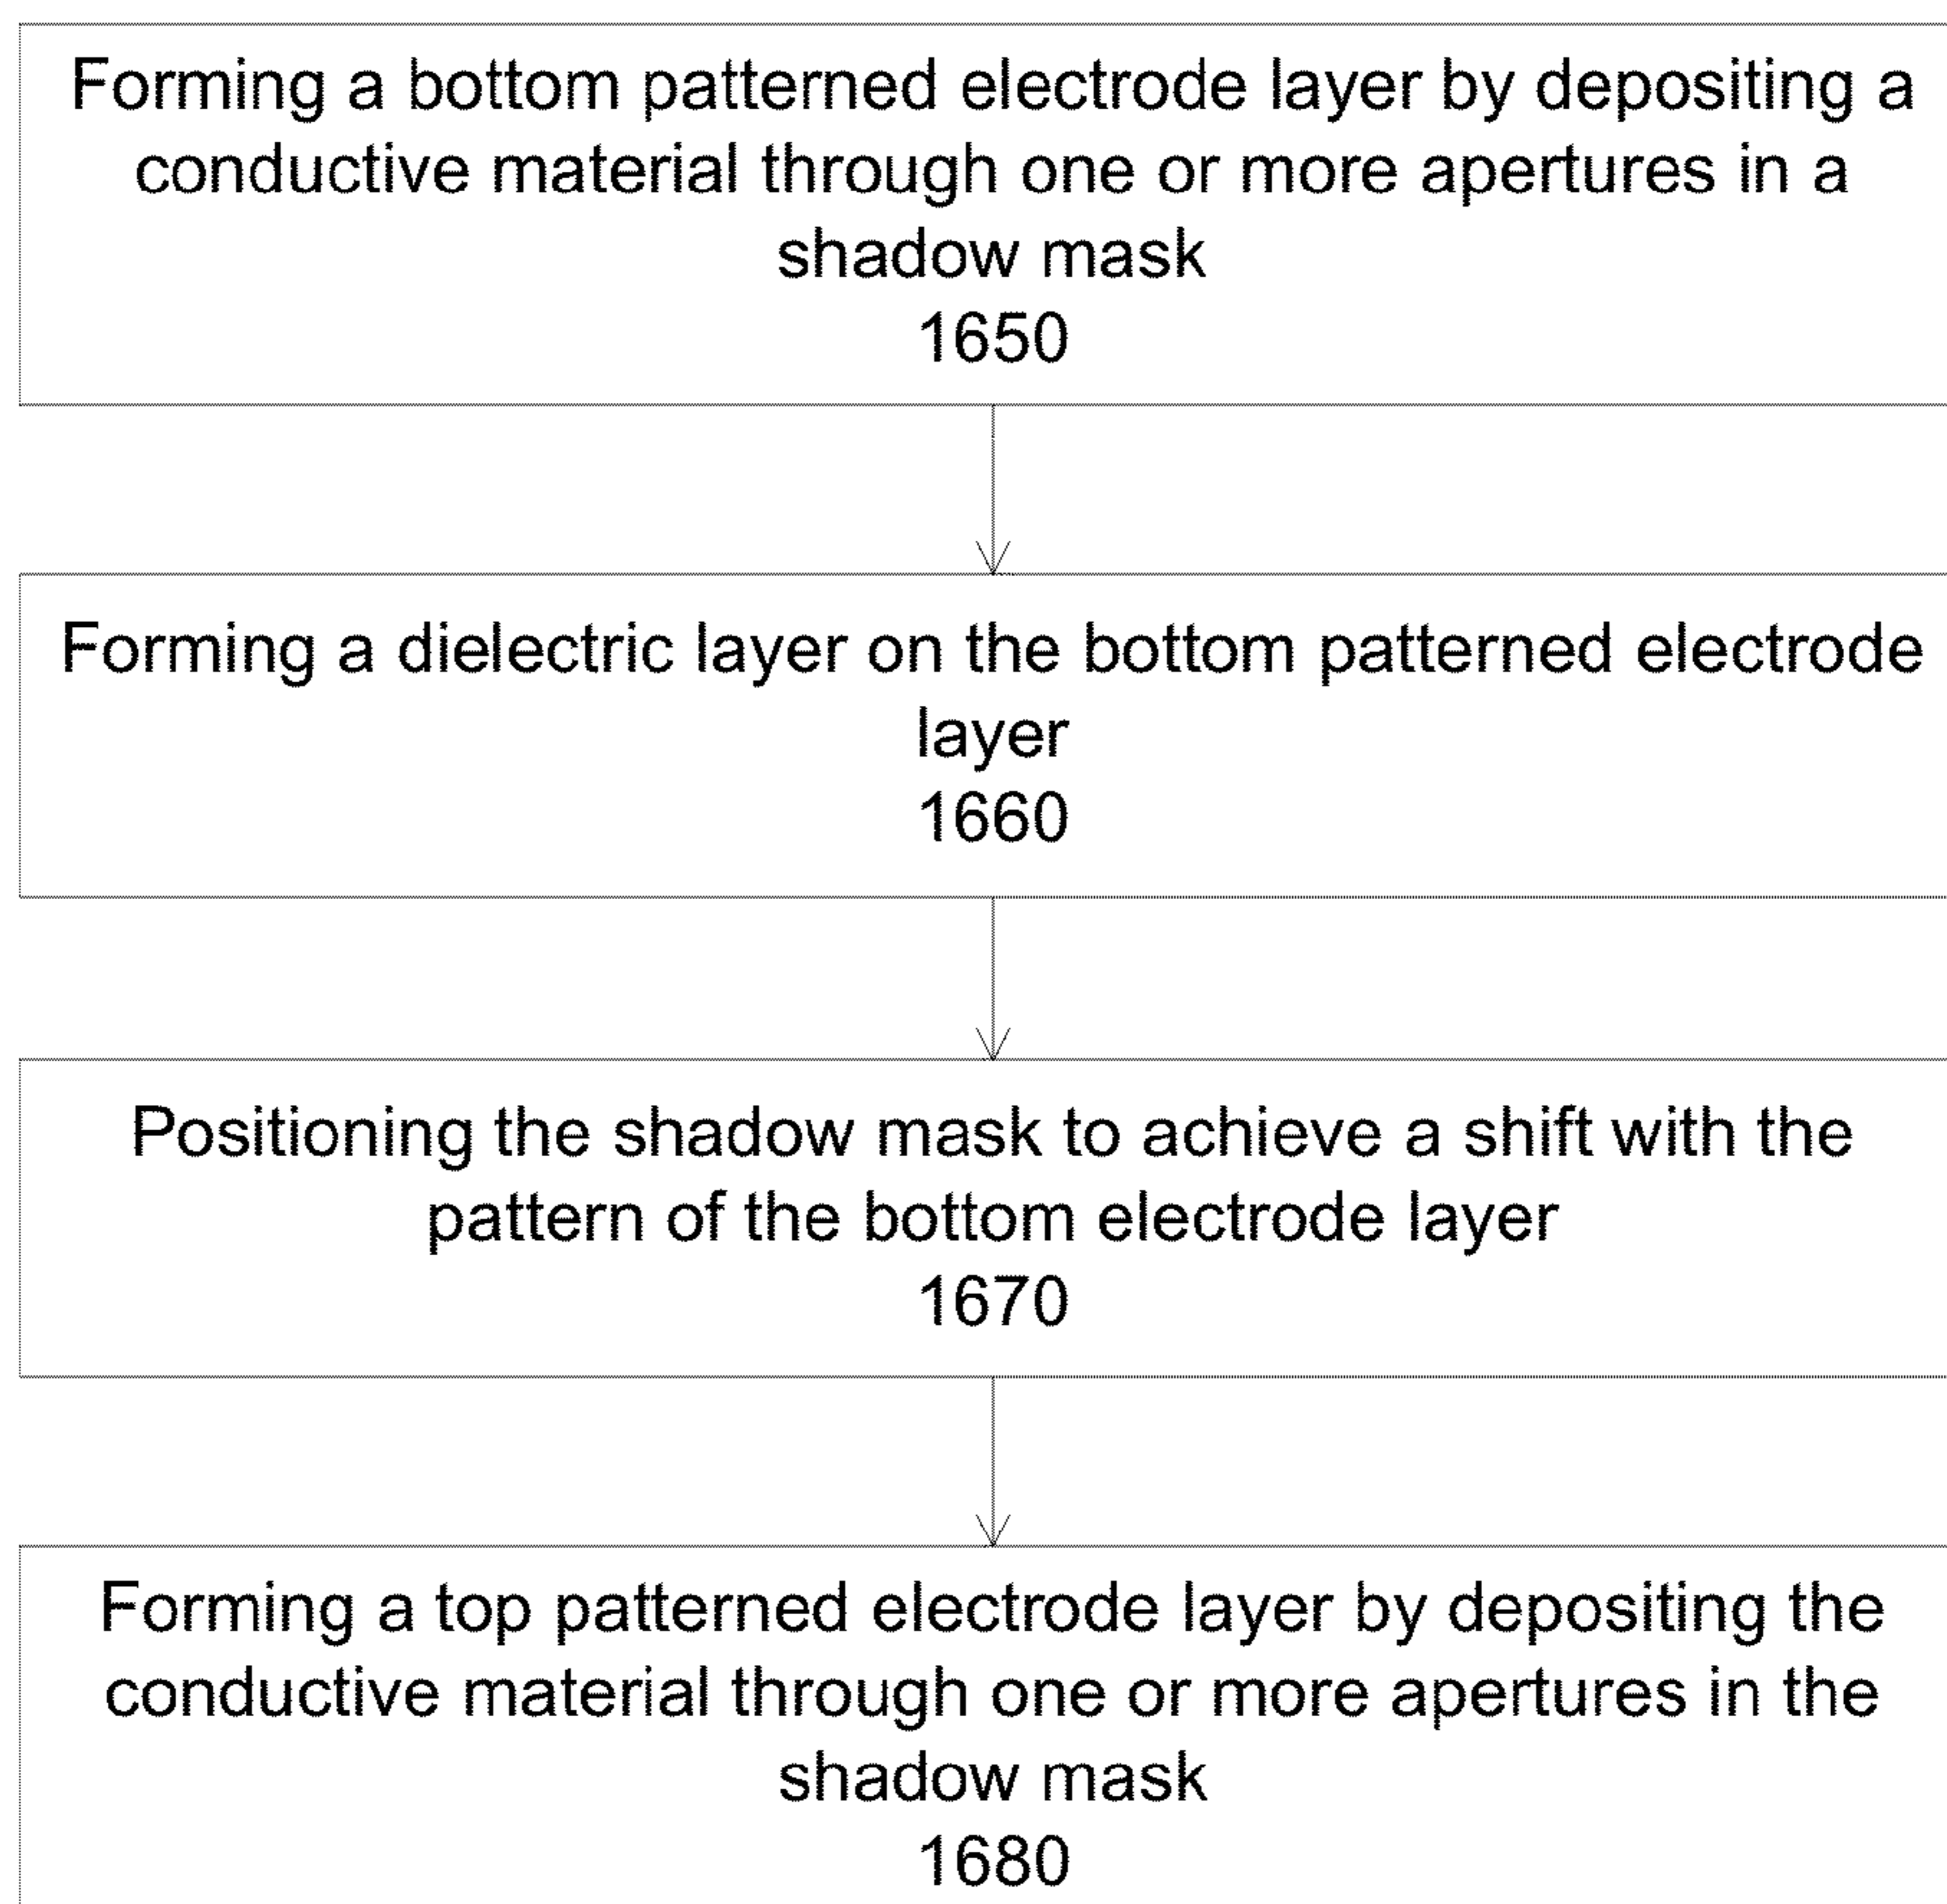 Forming a bottom patterned electrode layer by depositing a
conductive material through one or more apertures in a
shadow mask
1650
Forming a dielectric layer on the bottom patterned electrode
layer
1660
Positioning the shadow mask to achieve a shift with the
pattern of the bottom electrode layer
1670
Forming a top patterned electrode layer by depositing the
conductive material through one or more apertures in the
shadow mask
1680